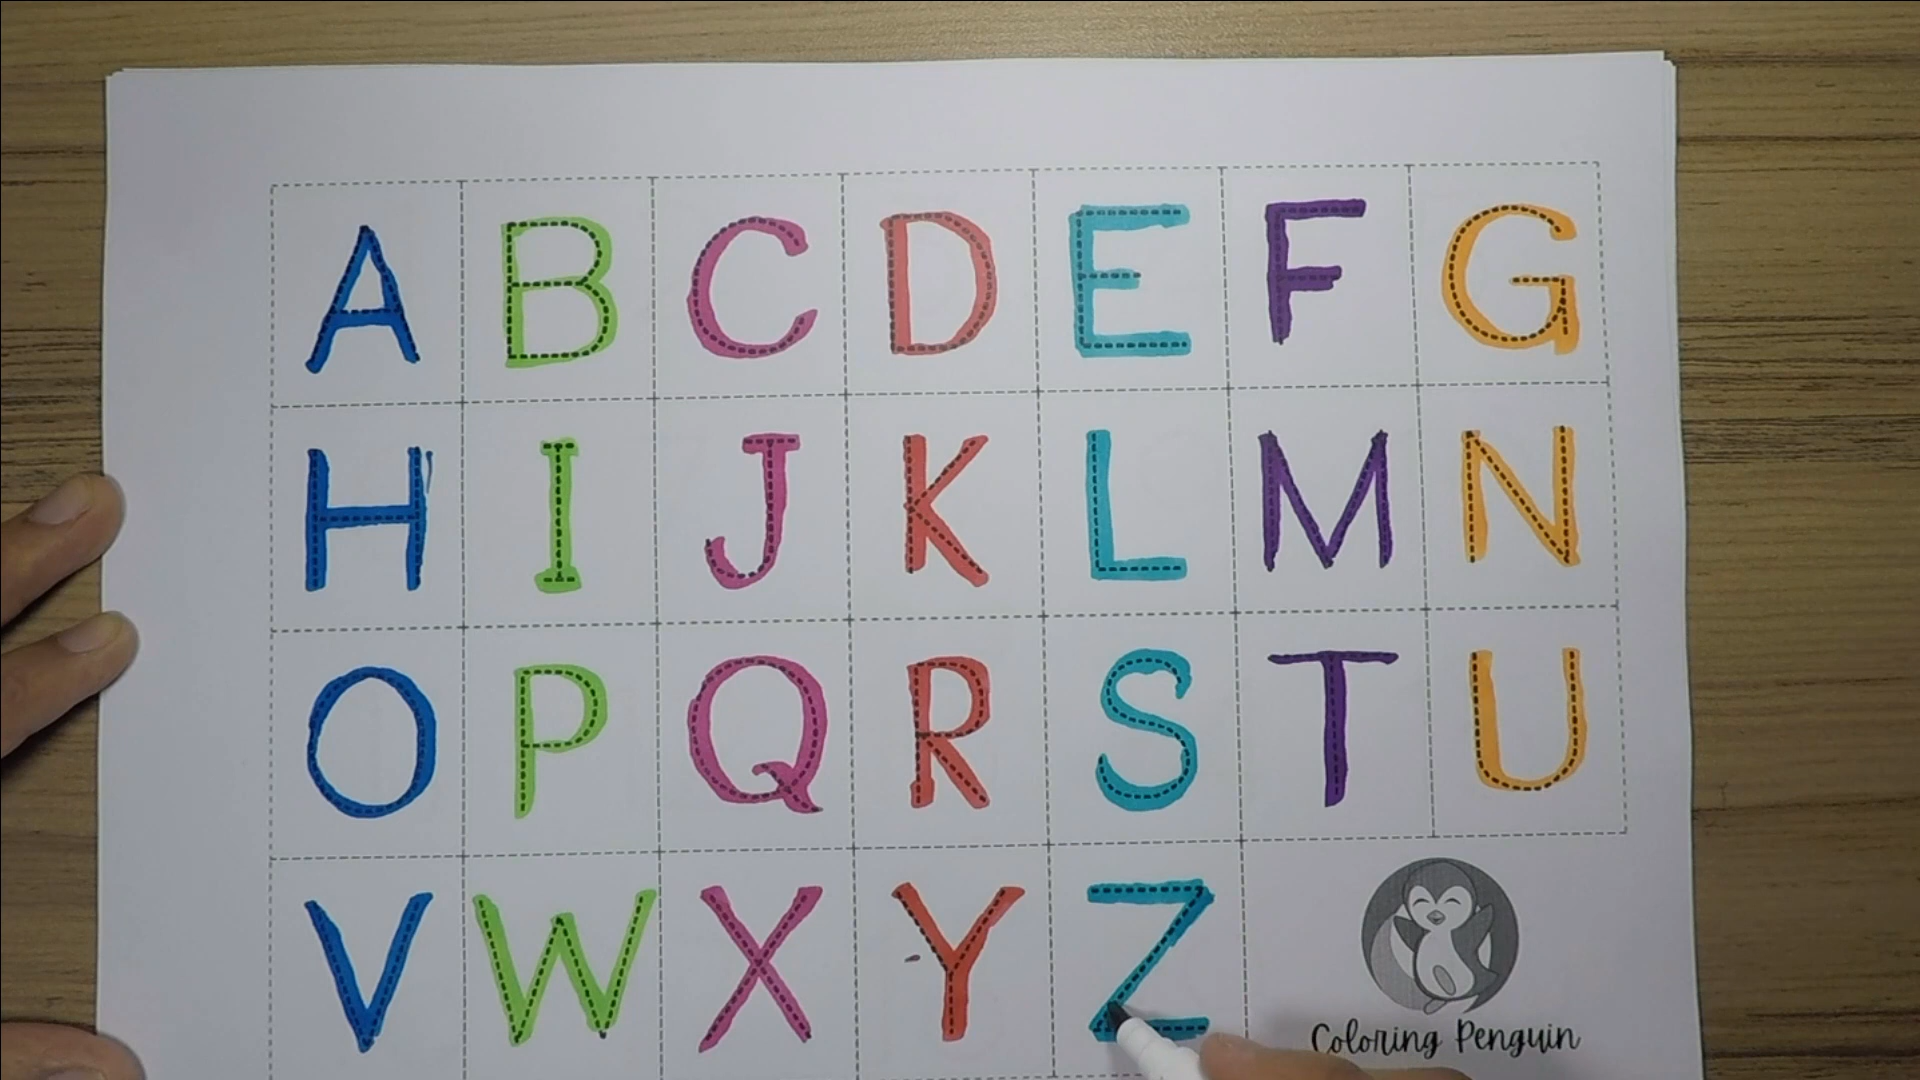 A B C D E F G
H I J K L M N
O P Q R S T U
V W X Y Z
Coloring Penguin